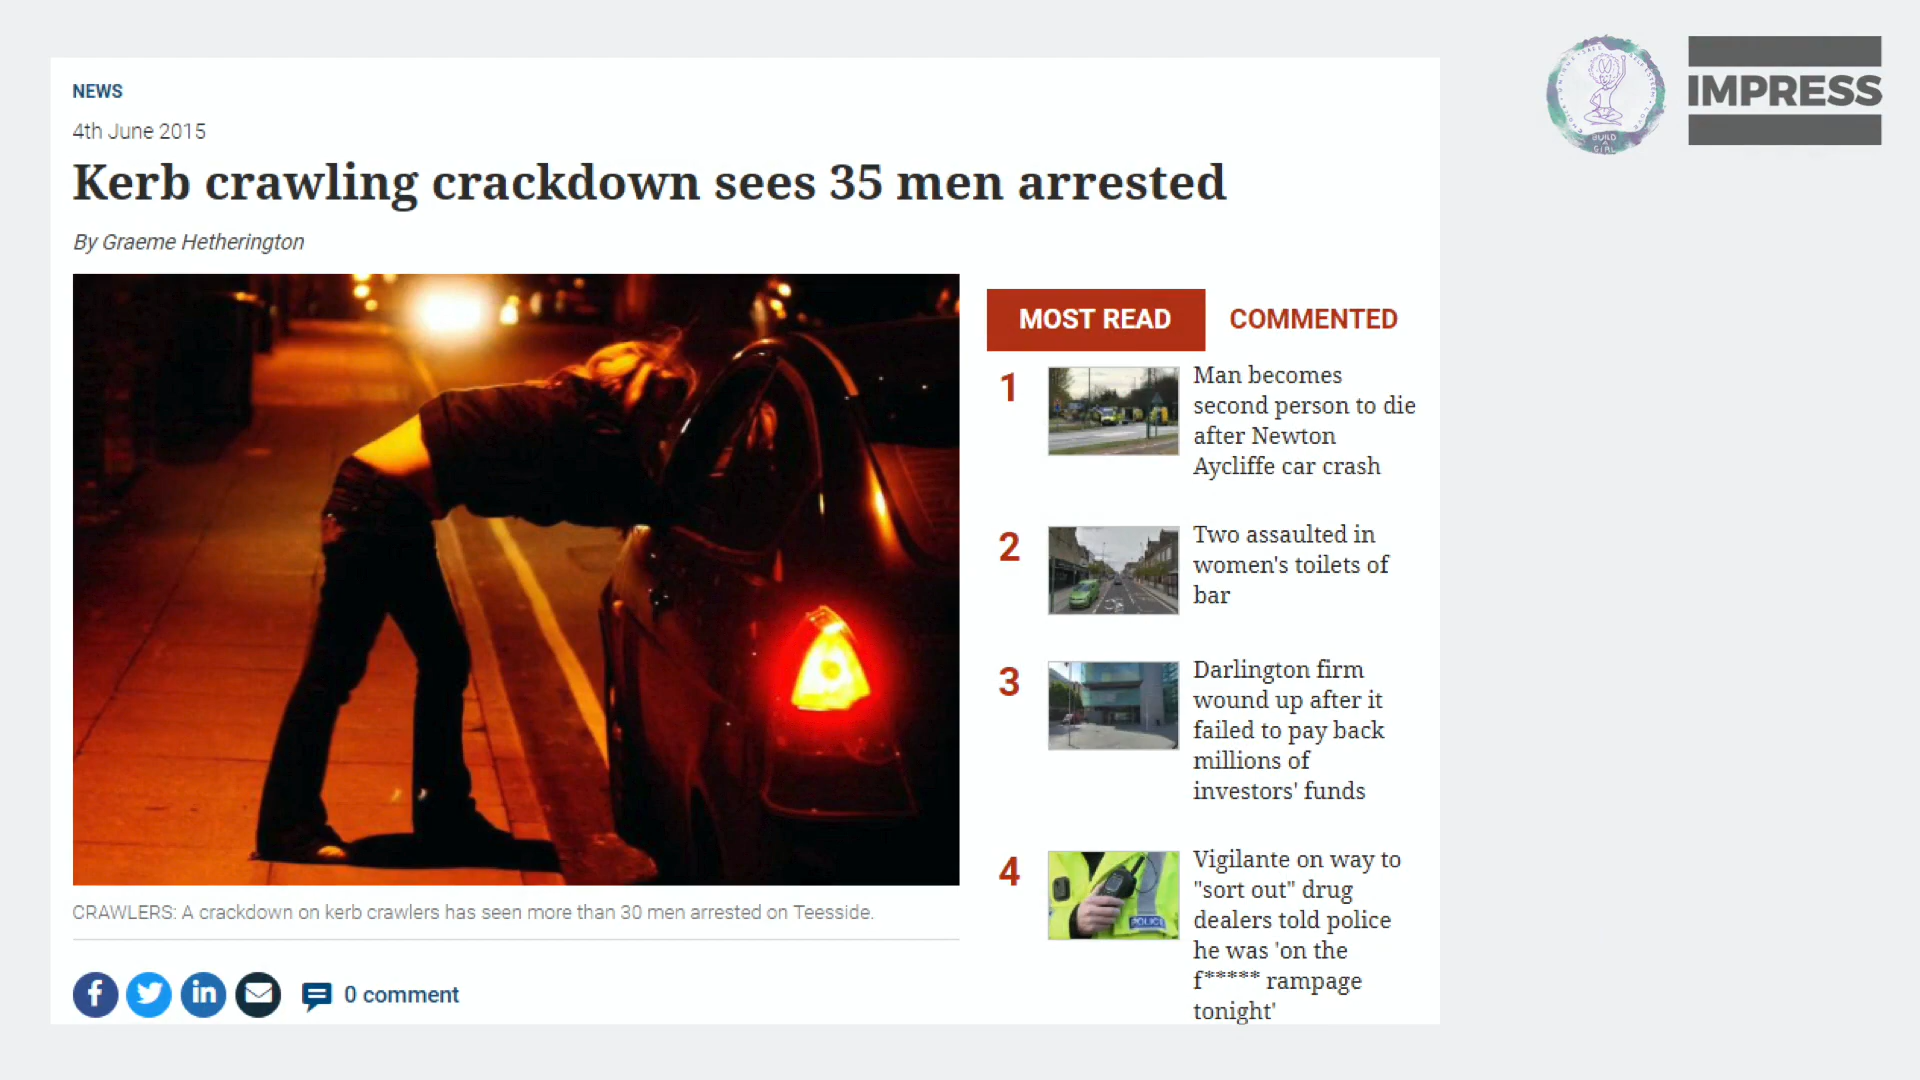 NEWS
4th June 2015
Kerb crawling crackdown sees 35 men arrested
By Graeme Hetherington
CRAWLERS: A crackdown on kerb crawlers has seen more than 30 men arrested on Teesside.
0 comment
MOST READ
COMMENTED
1
Man becomes
second person to die
after Newton
Aycliffe car crash
2
Two assaulted in
women's toilets of
bar
3
Darlington firm
wound up after it
failed to pay back
millions of
investors' funds
4
Vigilante on way to
"sort out" drug
dealers told police
he was 'on the
f***** rampage
tonight'
POLICE
BUILD
A
GIRL
IMPRESS